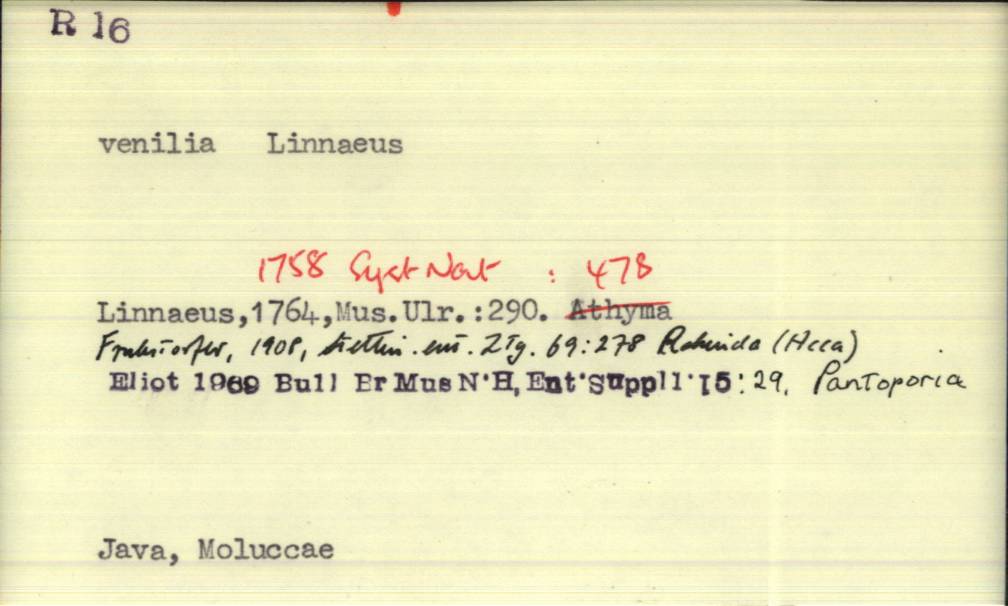 R 16
venilia Linnaeus
1758 Syst Nat : 478
Linnaeus,1764,Mus.Ulr.:290. Athyma
Fruhstorfer, 1908, Stettin. ent. Ztg. 69:278 Rahinda (Acca)
Eliot 1969 Bull Br Mus N·H, Ent·Suppl1·15:29. Pantoporia
Java, Moluccae